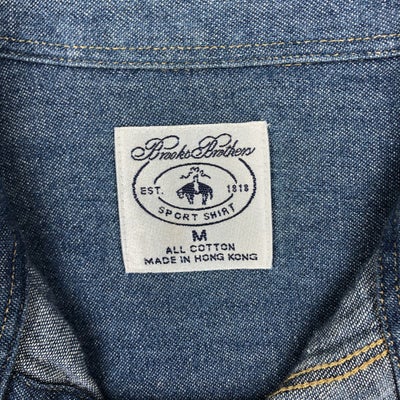 Brooks Brothers
EST. 1818
SPORT SHIRT
M
ALL COTTON
MADE IN HONG KONG